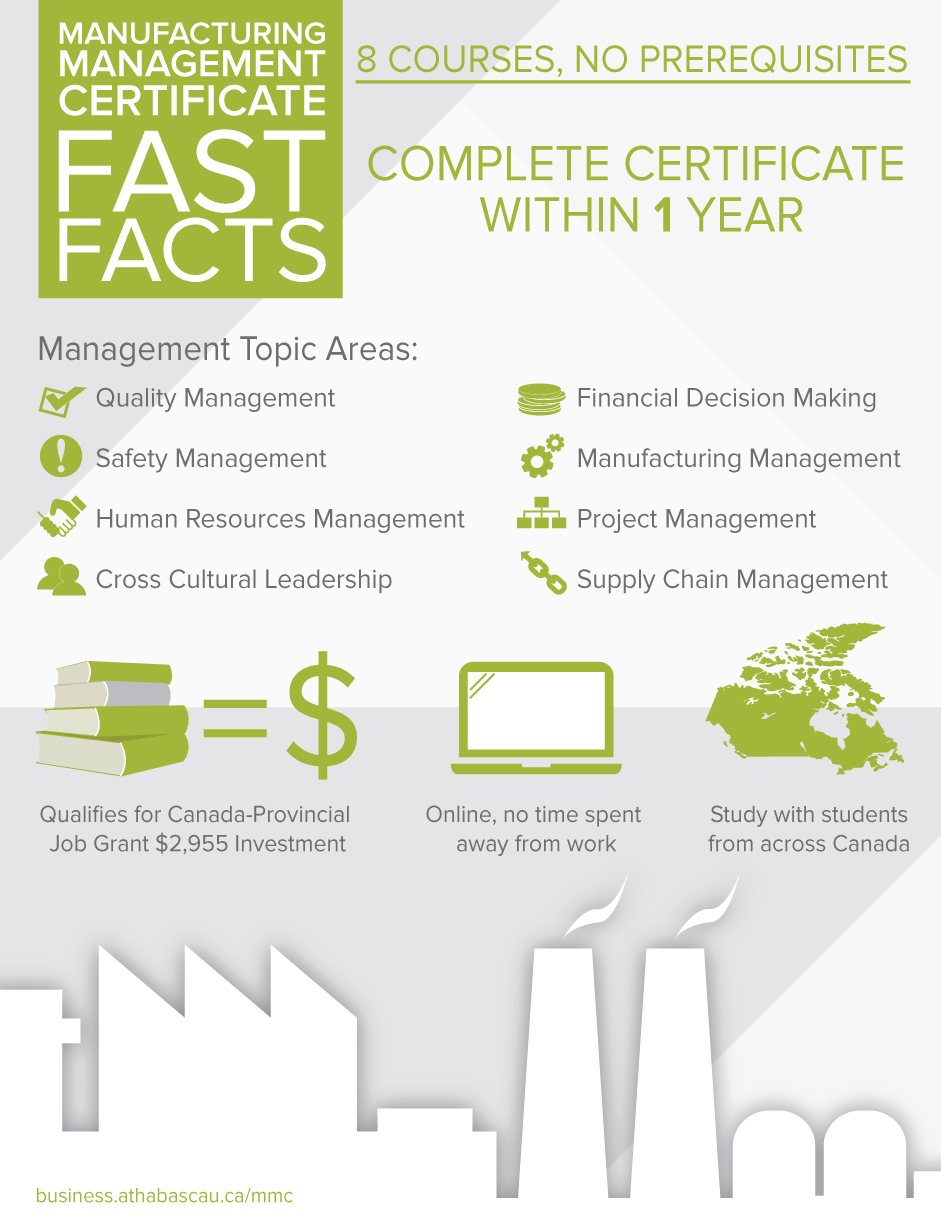 MANUFACTURING
MANAGEMENT
CERTIFICATE
FAST
FACTS
8 COURSES, NO PREREQUISITES
COMPLETE CERTIFICATE
WITHIN 1 YEAR
Management Topic Areas:
Quality Management
Safety Management
Human Resources Management
Cross Cultural Leadership
Financial Decision Making
Manufacturing Management
Project Management
Supply Chain Management
= $
Qualifies for Canada-Provincial
Job Grant $2,955 Investment
Online, no time spent
away from work
Study with students
from across Canada
business.athabascau.ca/mmc